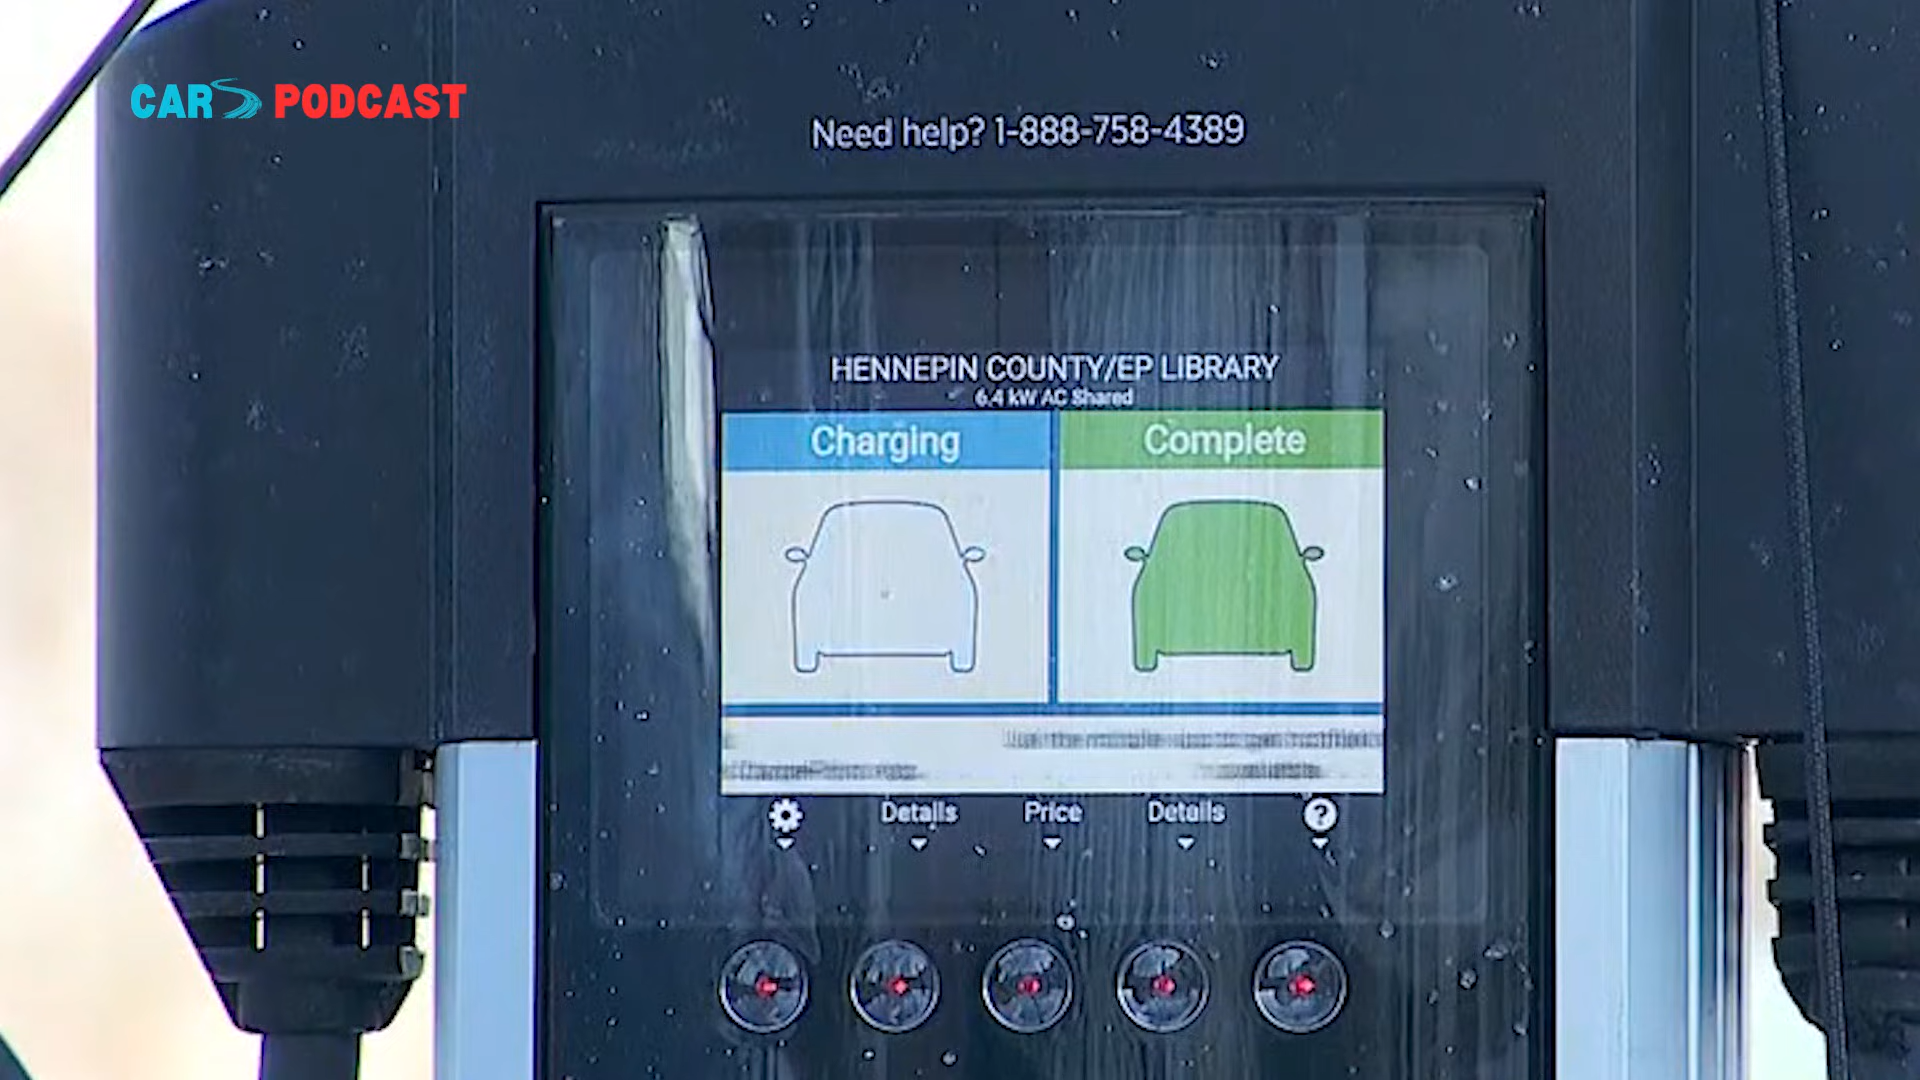 CARS PODCAST
Need help? 1-888-758-4389
HENNEPIN COUNTY/EP LIBRARY
6.4 kW AC Shared
Charging
Complete
Details
Price
Details
?